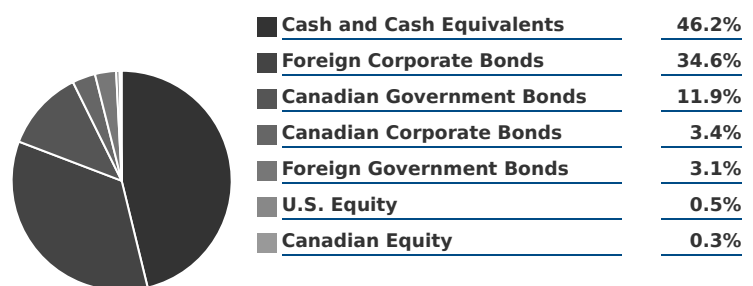 Cash and Cash Equivalents 46.2%
Foreign Corporate Bonds 34.6%
Canadian Government Bonds 11.9%
Canadian Corporate Bonds 3.4%
Foreign Government Bonds 3.1%
U.S. Equity 0.5%
Canadian Equity 0.3%